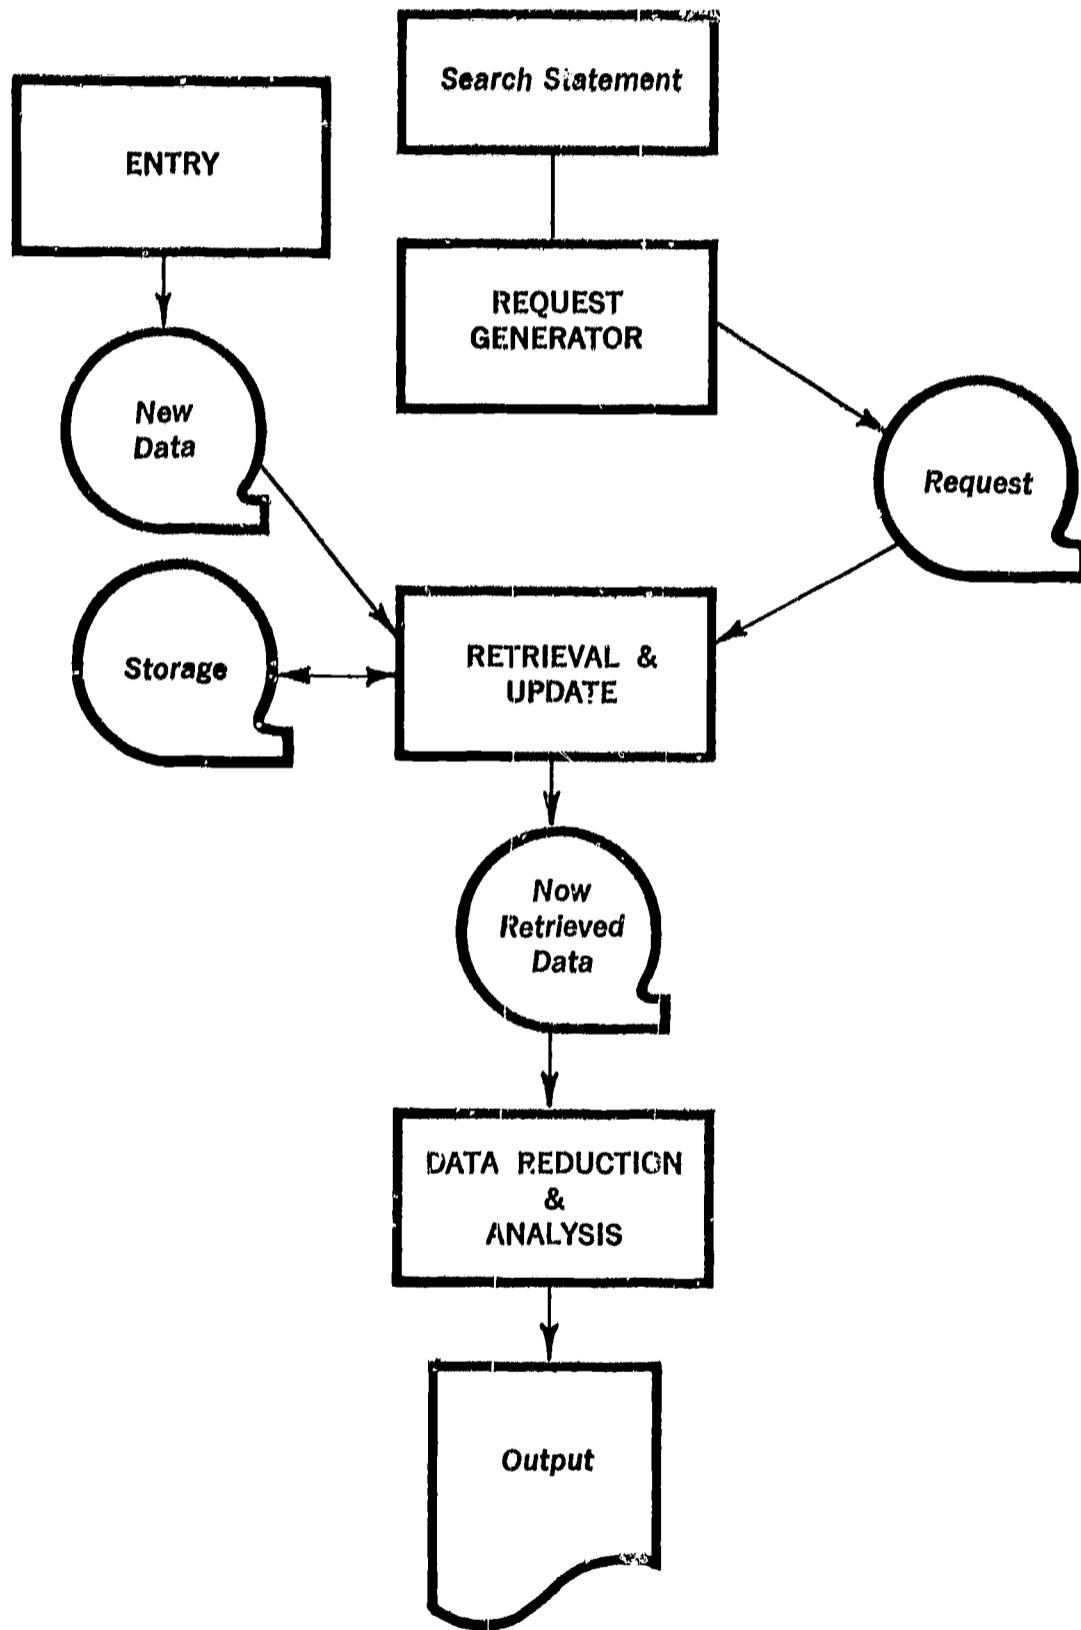 Search Statement
ENTRY
REQUEST
GENERATOR
New
Data
Request
Storage
RETRIEVAL &
UPDATE
Now
Retrieved
Data
DATA REDUCTION
&
ANALYSIS
Output